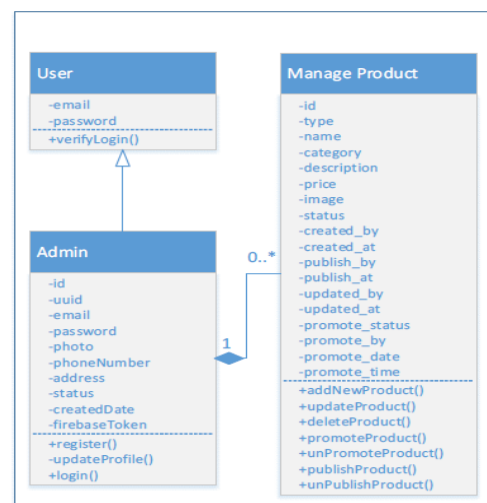 User
-email
-password
+verifyLogin()
Admin
-id
-uuid
-email
-password
-photo
-phoneNumber
-address
-status
-createdDate
-firebaseToken
+register()
-updateProfile()
+login()
1
0..*
Manage Product
-id
-type
-name
-category
-description
-price
-image
-status
-created_by
-created_at
-publish_by
-publish_at
-updated_by
-updated_at
-promote_status
-promote_by
-promote_date
-promote_time
+addNewProduct()
+updateProduct()
+deleteProduct()
+promoteProduct()
+unPromoteProduct()
+publishProduct()
+unPublishProduct()